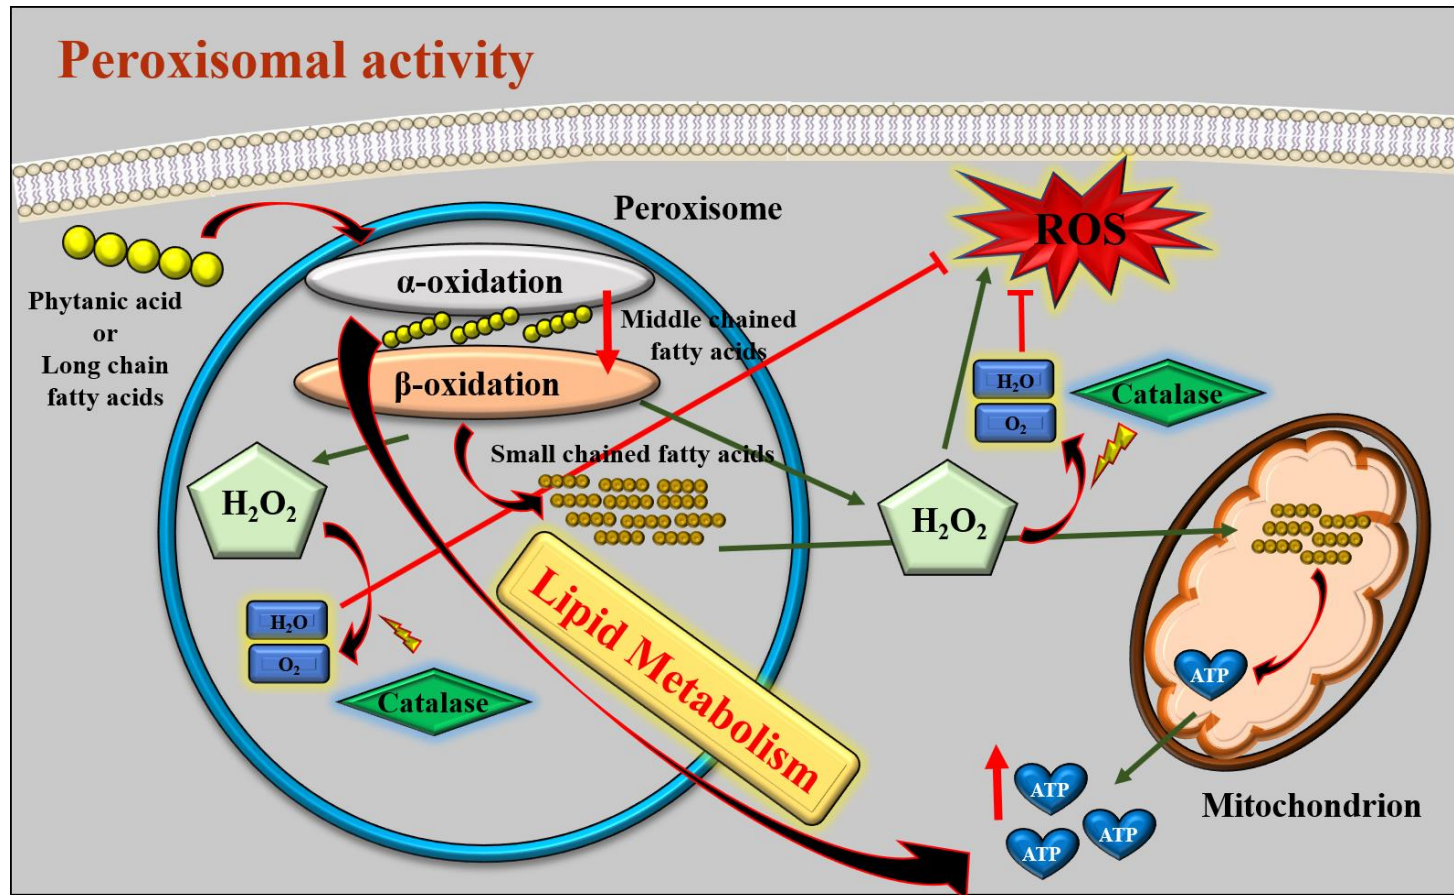 Peroxisomal activity
Peroxisome
ROS
Phytanic acid
or
Long chain
fatty acids
α-oxidation
Middle chained
fatty acids
β-oxidation
Small chained fatty acids
H₂O₂
H₂O
O₂
Catalase
Lipid Metabolism
H₂O₂
H₂O
O₂
Catalase
ATP
ATP
ATP
ATP
Mitochondrion